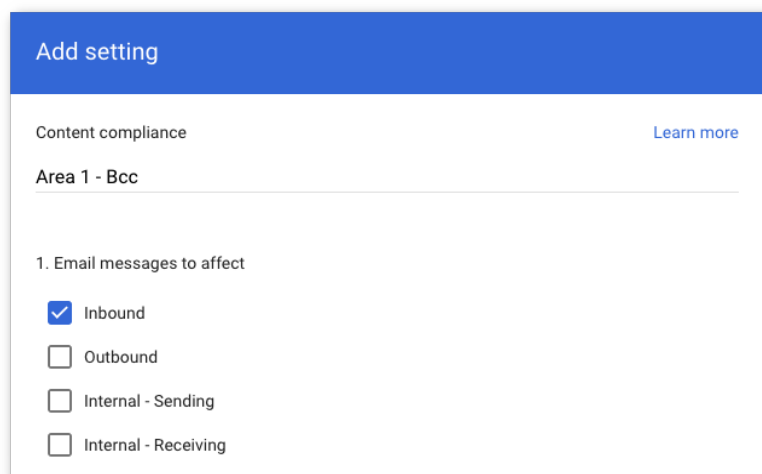 Add setting
Content compliance Learn more
Area 1 - Bcc
1. Email messages to affect
Inbound
Outbound
Internal - Sending
Internal - Receiving